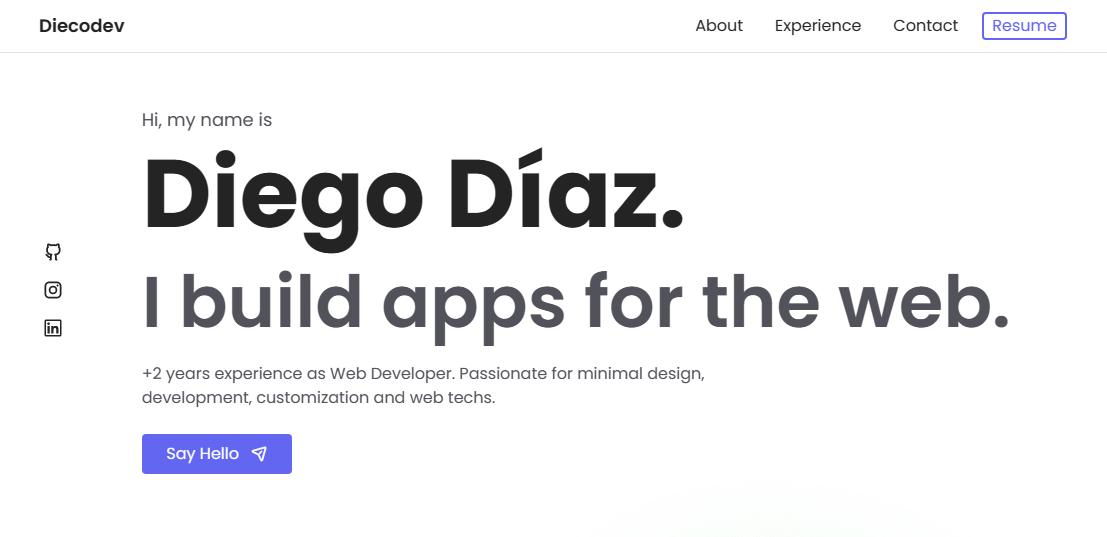 Diecodev
About Experience Contact Resume
Hi, my name is
Diego Díaz.
I build apps for the web.
+2 years experience as Web Developer. Passionate for minimal design,
development, customization and web techs.
Say Hello